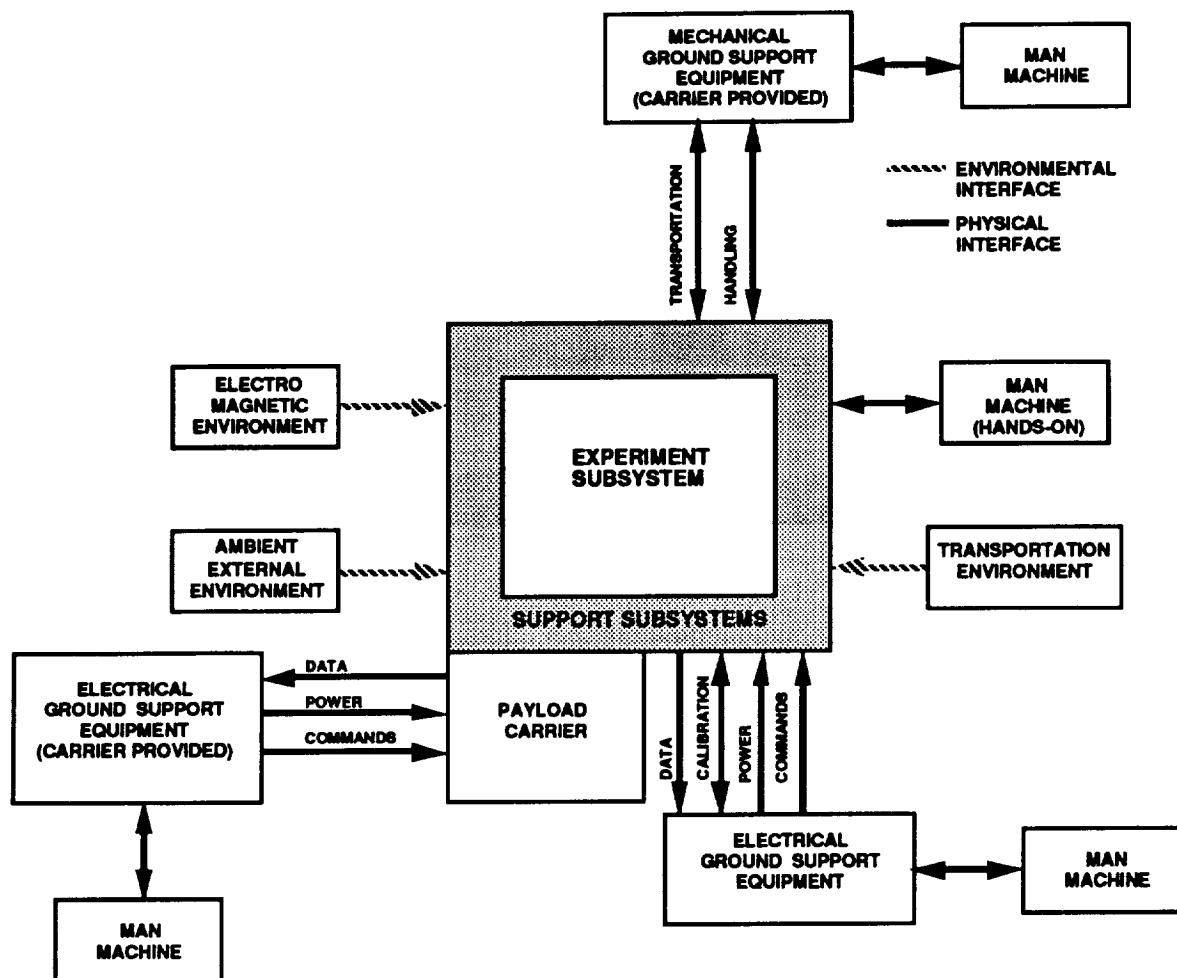 MECHANICAL
GROUND SUPPORT
EQUIPMENT
(CARRIER PROVIDED)
MAN
MACHINE
ENVIRONMENTAL
INTERFACE
PHYSICAL
INTERFACE
TRANSPORTATION
HANDLING
ELECTRO
MAGNETIC
ENVIRONMENT
MAN
MACHINE
(HANDS-ON)
EXPERIMENT
SUBSYSTEM
AMBIENT
EXTERNAL
ENVIRONMENT
TRANSPORTATION
ENVIRONMENT
SUPPORT SUBSYSTEMS
ELECTRICAL
GROUND SUPPORT
EQUIPMENT
(CARRIER PROVIDED)
DATA
POWER
COMMANDS
PAYLOAD
CARRIER
DATA
CALIBRATION
POWER
COMMANDS
ELECTRICAL
GROUND SUPPORT
EQUIPMENT
MAN
MACHINE
MAN
MACHINE